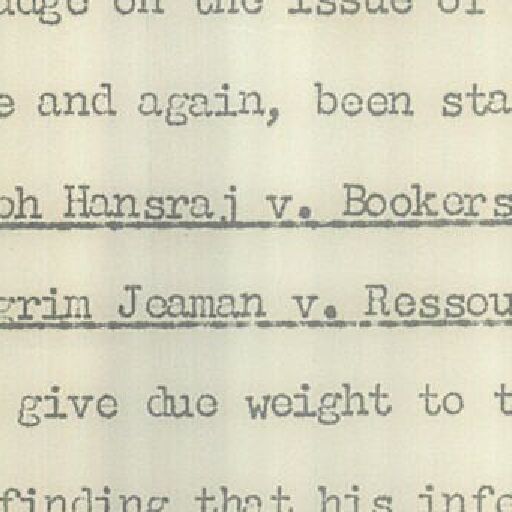 udge on the issue of
e and again, been sta
ph Hansraj v. Bookers
grim Jeaman v. Ressou
give due weight to t
finding that his info